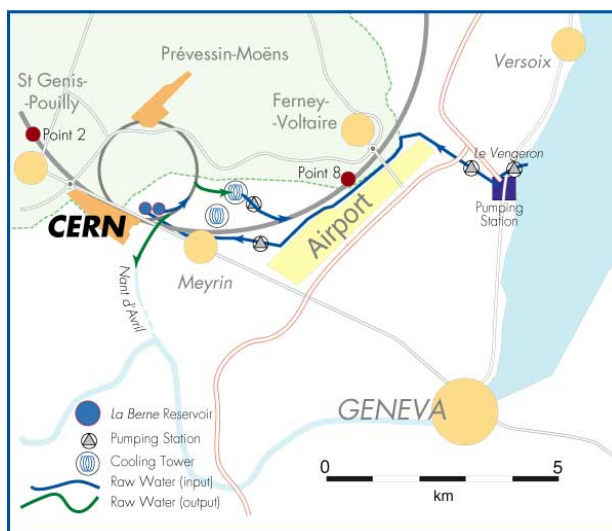 Prévessin-Moëns
Versoix
St Genis-
-Pouilly
Ferney-
-Voltaire
Point 2
Le Vengeron
Point 8
Pumping
Station
CERN
Airport
Meyrin
Nant d'Avril
GENEVA
La Berne Reservoir
Pumping Station
Cooling Tower
Raw Water (input)
Raw Water (output)
0 5
km